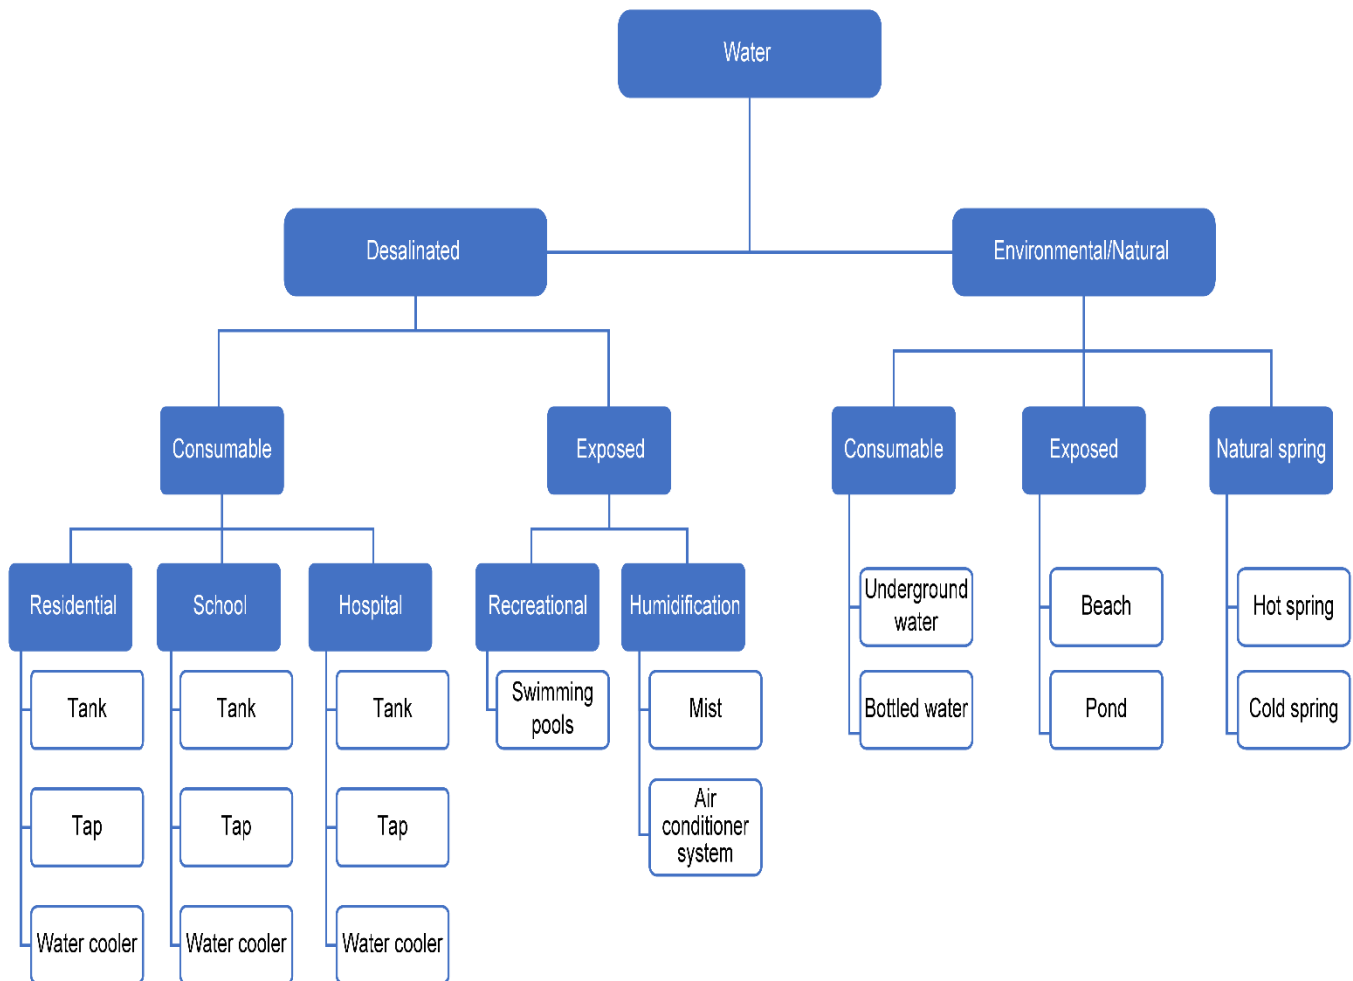 Water
Desalinated
Environmental/Natural
Consumable
Exposed
Consumable
Exposed
Natural spring
Residential
School
Hospital
Recreational
Humidification
Underground
water
Beach
Hot spring
Tank
Tank
Tank
Swimming
pools
Mist
Bottled water
Pond
Cold spring
Tap
Tap
Tap
Air
conditioner
system
Water cooler
Water cooler
Water cooler